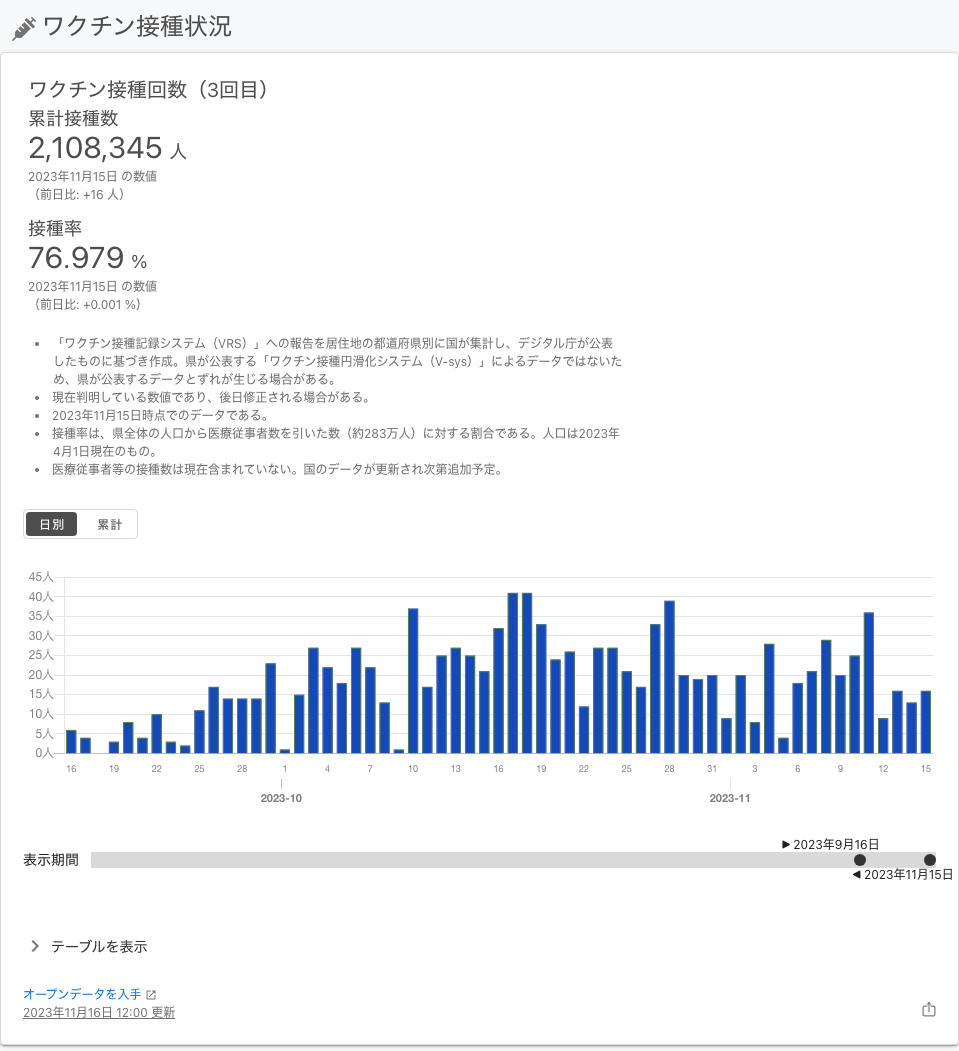 ワクチン接種状況
ワクチン接種回数（3回目）
累計接種数
2,108,345 人
2023年11月15日 の数値
（前日比: +16 人）
接種率
76.979 %
2023年11月15日 の数値
（前日比: +0.001 %）
• 「ワクチン接種記録システム（VRS）」への報告を居住地の都道府県別に国が集計し、デジタル庁が公表
したものに基づき作成。県が公表する「ワクチン接種円滑化システム（V-sys）」によるデータではないた
め、県が公表するデータとずれが生じる場合がある。
• 現在判明している数値であり、後日修正される場合がある。
• 2023年11月15日時点でのデータである。
• 接種率は、県全体の人口から医療従事者数を引いた数（約283万人）に対する割合である。人口は2023年
4月1日現在のもの。
• 医療従事者等の接種数は現在含まれていない。国のデータが更新され次第追加予定。
日別 累計
45人
40人
35人
30人
25人
20人
15人
10人
5人
0人
16 19 22 25 28 1 4 7 10 13 16 19 22 25 28 31 3 6 9 12 15
2023-10 2023-11
▶ 2023年9月16日
表示期間
◀ 2023年11月15日
テーブルを表示
オープンデータを入手
2023年11月16日 12:00 更新